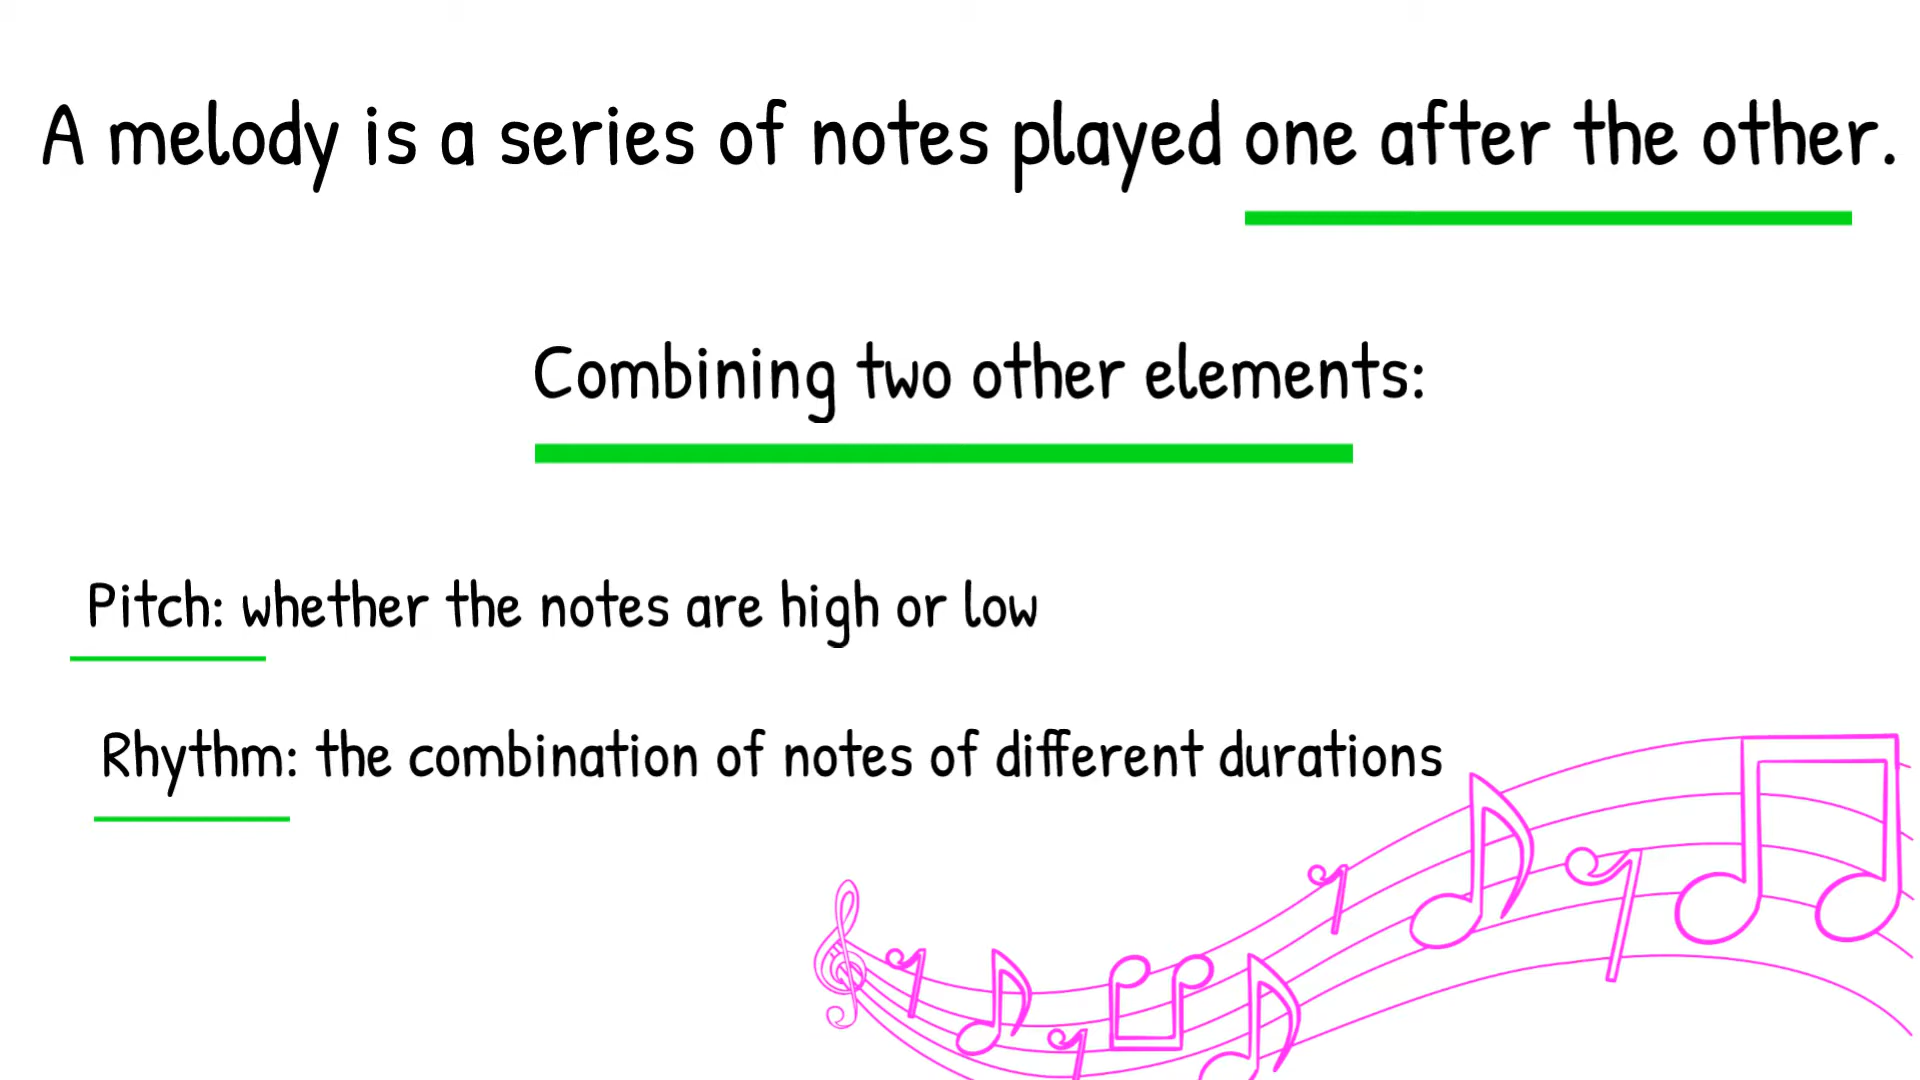 A melody is a series of notes played one after the other.
Combining two other elements:
Pitch: whether the notes are high or low
Rhythm: the combination of notes of different durations